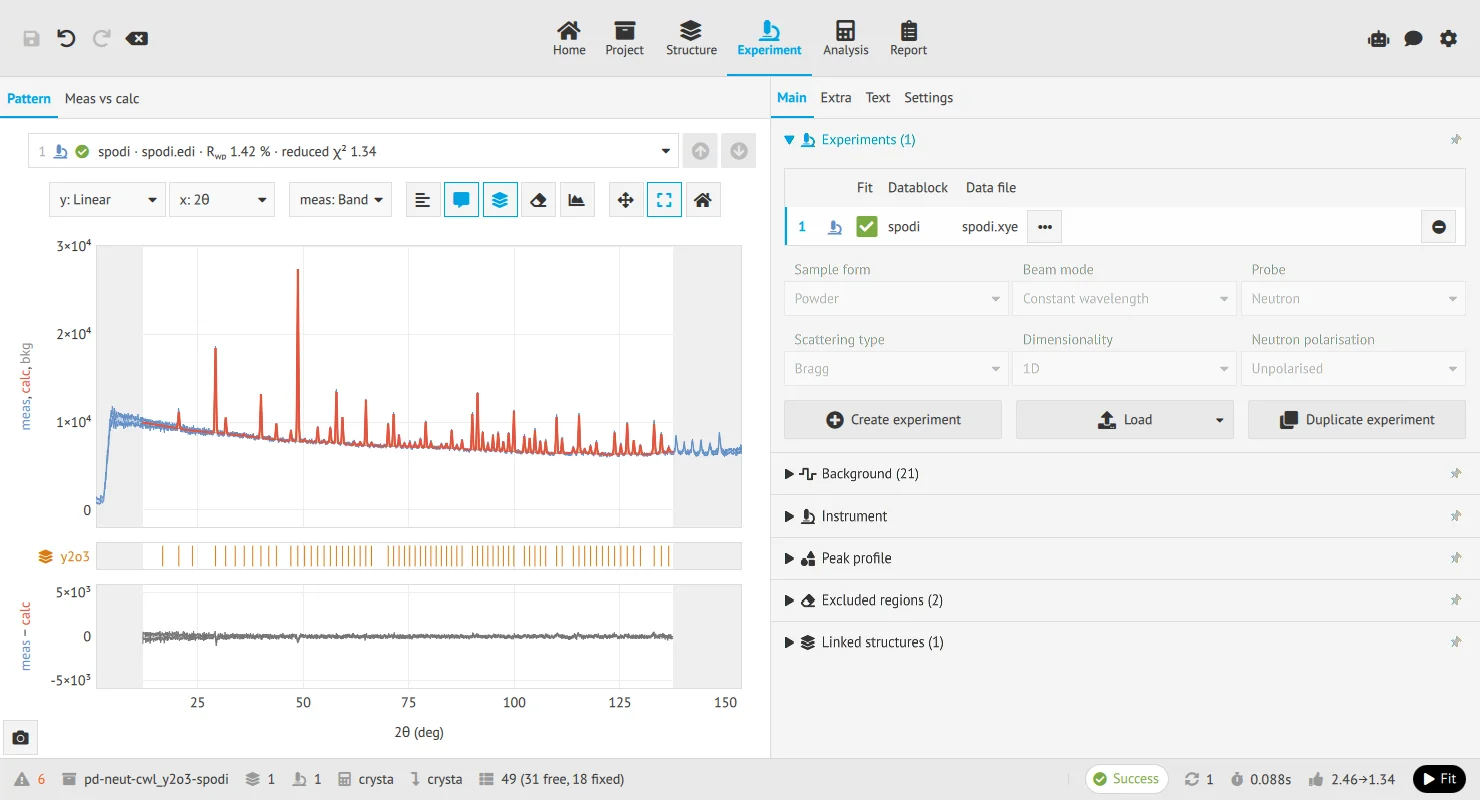 Home
Project
Structure
Experiment
Analysis
Report
Pattern
Meas vs calc
1 spodi · spodi.edi · Rwp 1.42 % · reduced χ² 1.34
y: Linear
x: 2θ
meas: Band
3×10⁴
2×10⁴
1×10⁴
0
meas, calc, bkg
y2o3
5×10³
0
-5×10³
meas − calc
25
50
75
100
125
150
2θ (deg)
Main
Extra
Text
Settings
Experiments (1)
Fit
Datablock
Data file
1
spodi
spodi.xye
Sample form
Beam mode
Probe
Powder
Constant wavelength
Neutron
Scattering type
Dimensionality
Neutron polarisation
Bragg
1D
Unpolarised
Create experiment
Load
Duplicate experiment
Background (21)
Instrument
Peak profile
Excluded regions (2)
Linked structures (1)
6
pd-neut-cwl_y2o3-spodi
1
1
crysta
crysta
49 (31 free, 18 fixed)
Success
1
0.088s
2.46→1.34
Fit